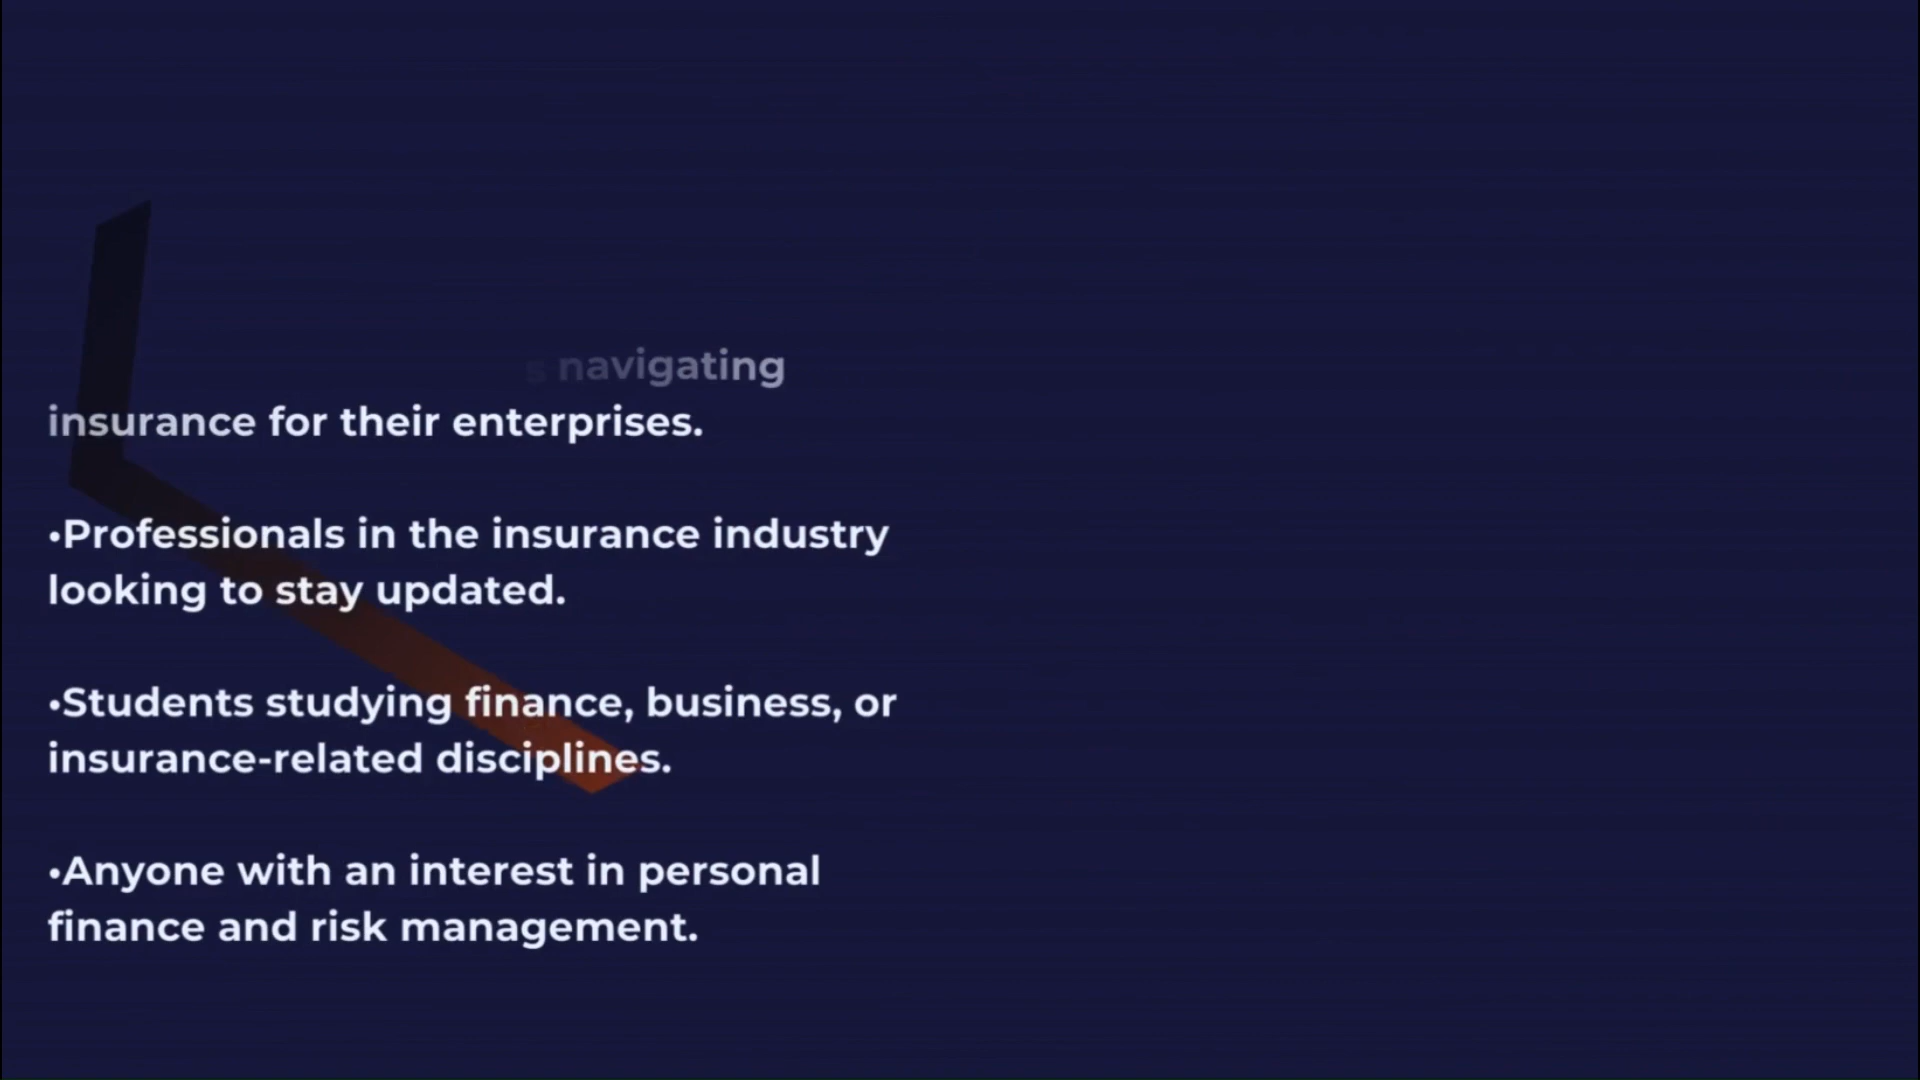 navigating
insurance for their enterprises.
•Professionals in the insurance industry
looking to stay updated.
•Students studying finance, business, or
insurance-related disciplines.
•Anyone with an interest in personal
finance and risk management.